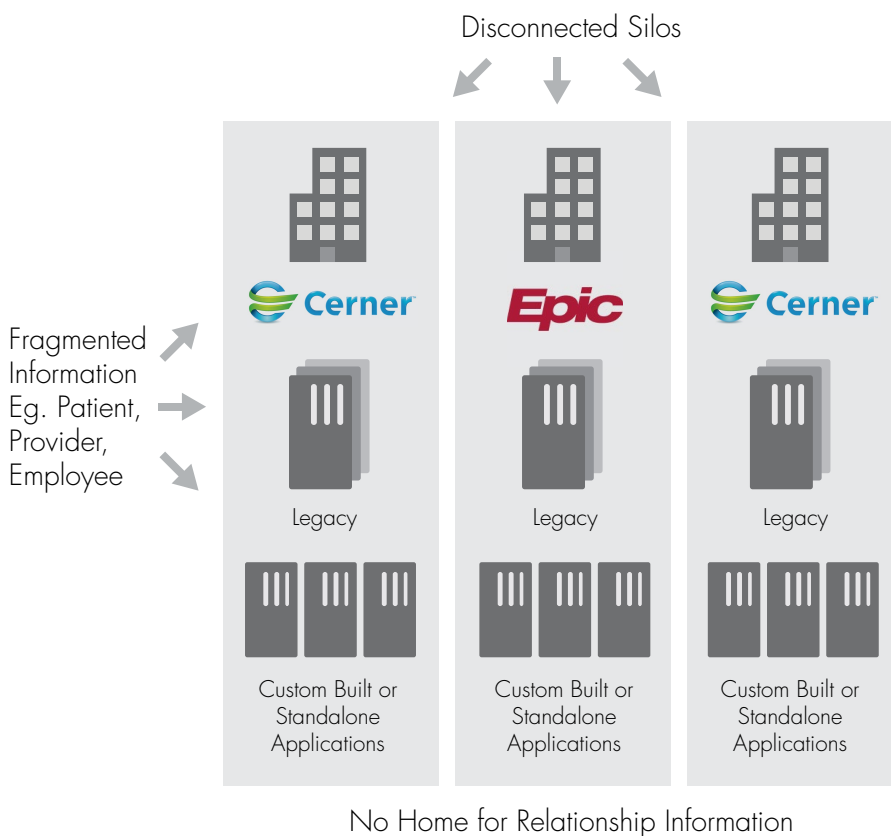 Disconnected Silos
Cerner
Epic
Cerner
Fragmented
Information
Eg. Patient,
Provider,
Employee
Legacy
Legacy
Legacy
Custom Built or
Standalone
Applications
Custom Built or
Standalone
Applications
Custom Built or
Standalone
Applications
No Home for Relationship Information